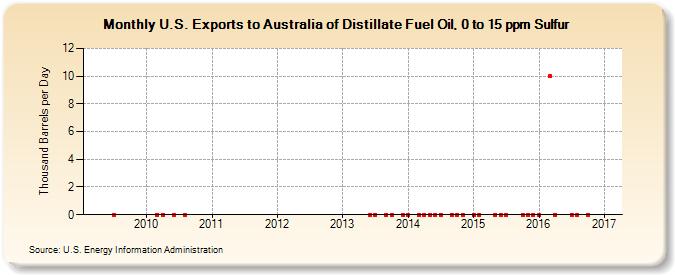 Monthly U.S. Exports to Australia of Distillate Fuel Oil, 0 to 15 ppm Sulfur
Thousand Barrels per Day
12
10
8
6
4
2
0
2010 2011 2012 2013 2014 2015 2016 2017
Source: U.S. Energy Information Administration